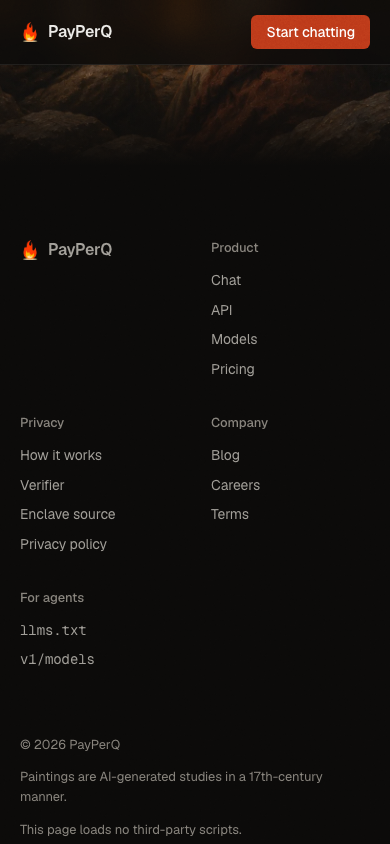 PayPerQ
Start chatting
PayPerQ
Product
Chat
API
Models
Pricing
Privacy
How it works
Verifier
Enclave source
Privacy policy
Company
Blog
Careers
Terms
For agents
llms.txt
v1/models
© 2026 PayPerQ
Paintings are AI-generated studies in a 17th-century
manner.
This page loads no third-party scripts.